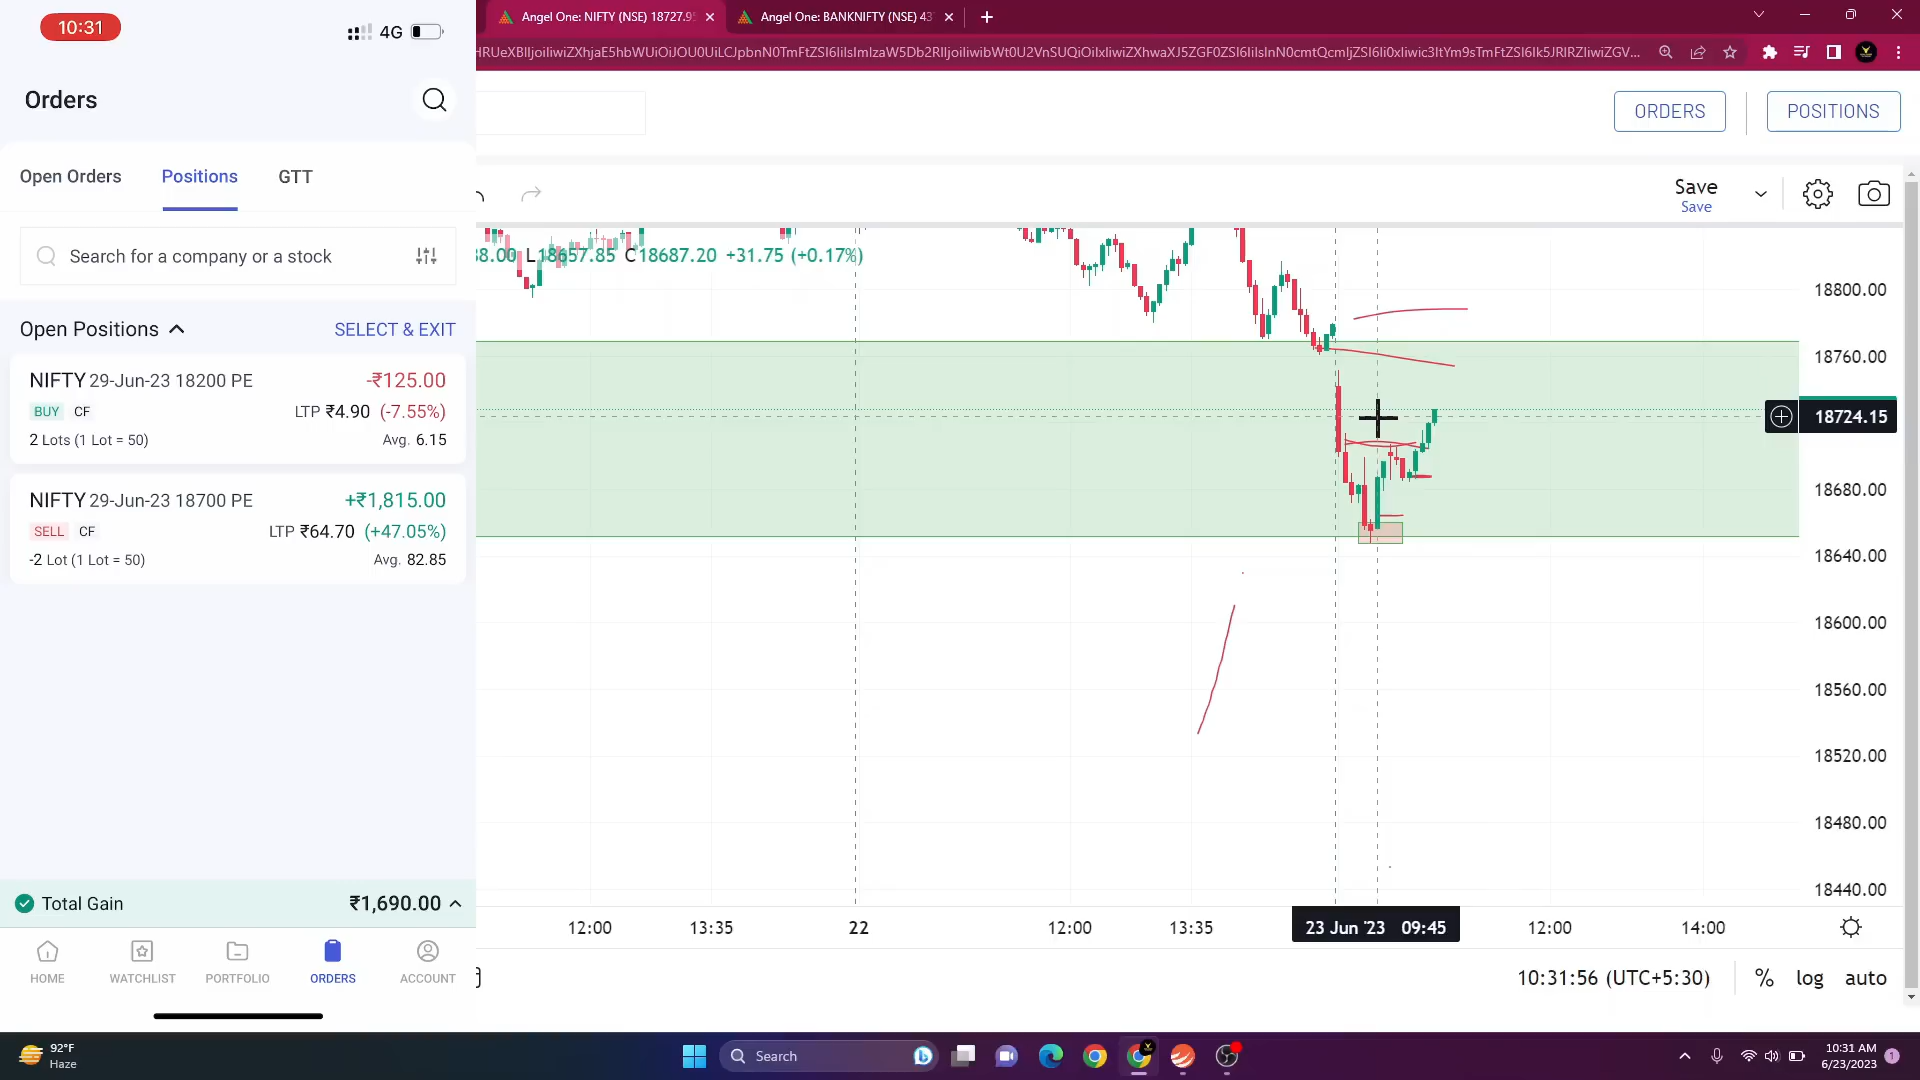 10:31
4G
Orders
Open Orders
Positions
GTT
Search for a company or a stock
Open Positions
SELECT & EXIT
NIFTY 29-Jun-23 18200 PE
-₹125.00
BUY CF
LTP ₹4.90 (-7.55%)
2 Lots (1 Lot = 50)
Avg. 6.15
NIFTY 29-Jun-23 18700 PE
+₹1,815.00
SELL CF
LTP ₹64.70 (+47.05%)
-2 Lot (1 Lot = 50)
Avg. 82.85
Total Gain
₹1,690.00
HOME
WATCHLIST
PORTFOLIO
ORDERS
ACCOUNT
Angel One: NIFTY (NSE) 18727.95
Angel One: BANKNIFTY (NSE) 43
ORDERS
POSITIONS
Save
Save
38.00 L18657.85 C18687.20 +31.75 (+0.17%)
18800.00
18760.00
18724.15
18680.00
18640.00
18600.00
18560.00
18520.00
18480.00
18440.00
12:00
13:35
22
12:00
13:35
23 Jun '23 09:45
12:00
14:00
10:31:56 (UTC+5:30)
%
log
auto
92°F
Haze
Search
10:31 AM
6/23/2023
1